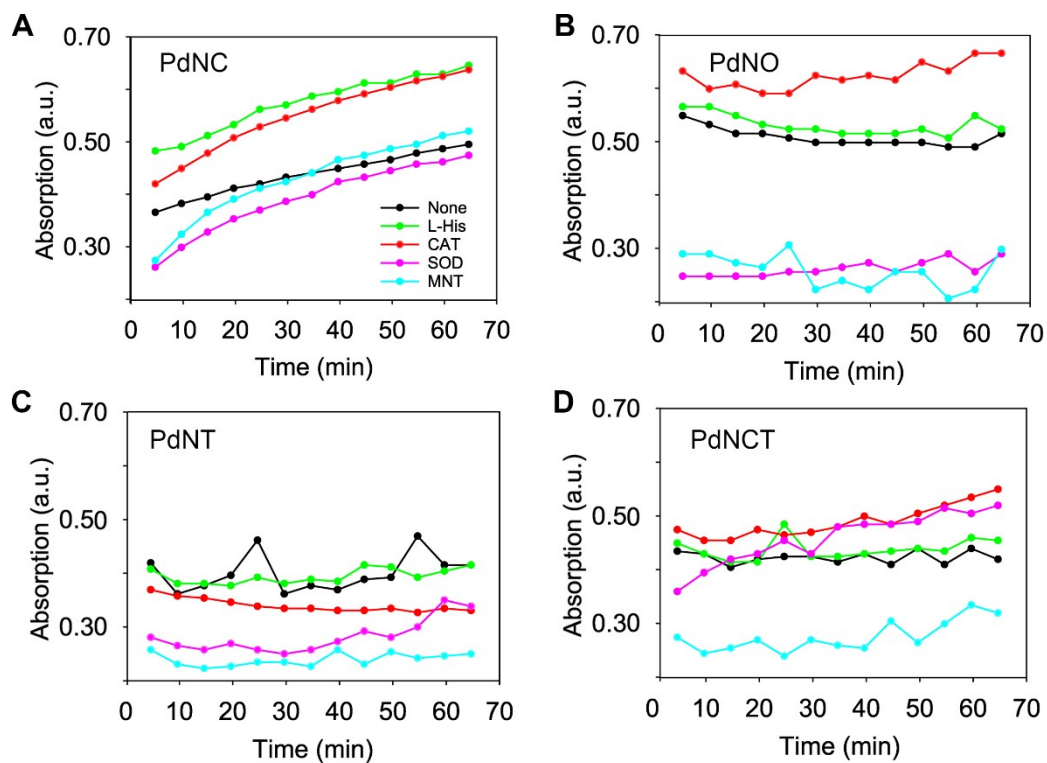 A
PdNC
0.70
0.50
0.30
Absorption (a.u.)
None
L-His
CAT
SOD
MNT
0 10 20 30 40 50 60 70
Time (min)
B
PdNO
0.70
0.50
0.30
Absorption (a.u.)
0 10 20 30 40 50 60 70
Time (min)
C
PdNT
0.70
0.50
0.30
Absorption (a.u.)
0 10 20 30 40 50 60 70
Time (min)
D
PdNCT
0.70
0.50
0.30
Absorption (a.u.)
0 10 20 30 40 50 60 70
Time (min)